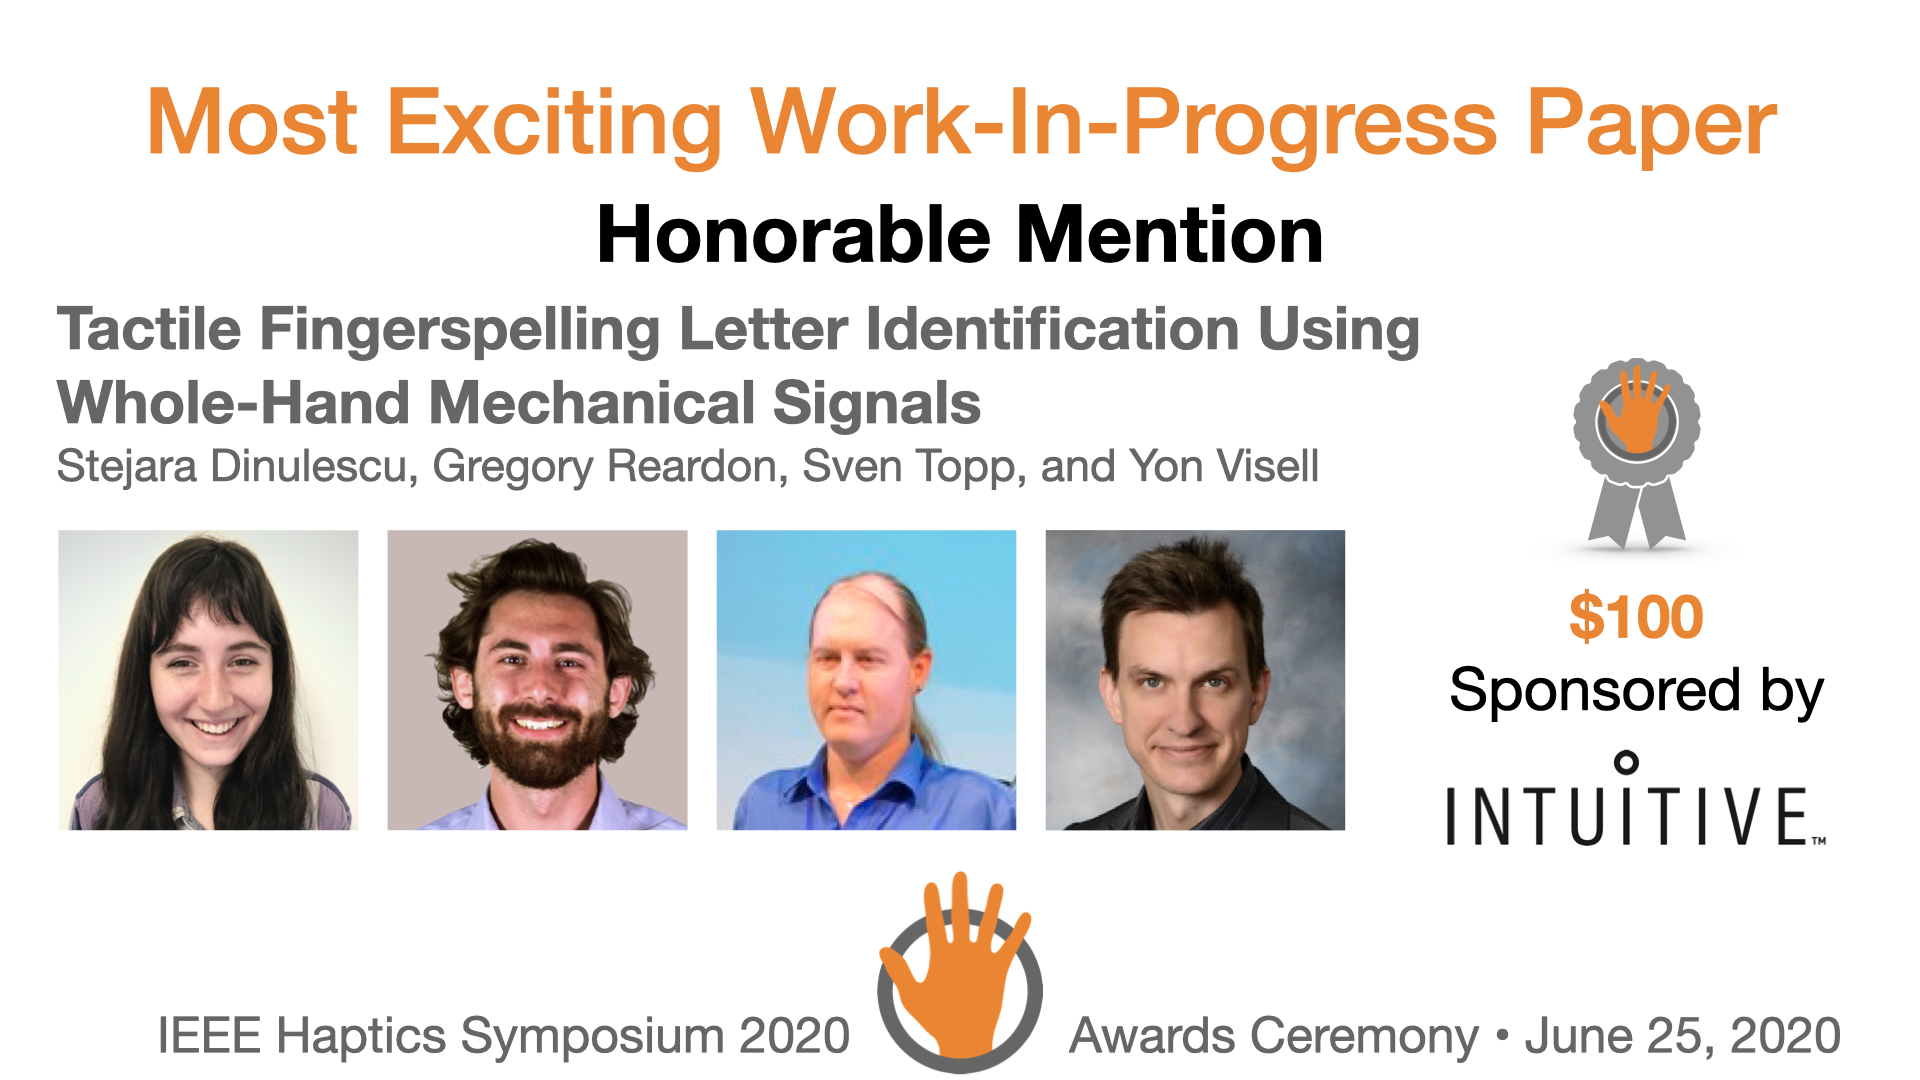 Most Exciting Work-In-Progress Paper
Honorable Mention
Tactile Fingerspelling Letter Identification Using
Whole-Hand Mechanical Signals
Stejara Dinulescu, Gregory Reardon, Sven Topp, and Yon Visell
$100
Sponsored by
INTUITIVE™
IEEE Haptics Symposium 2020
Awards Ceremony • June 25, 2020